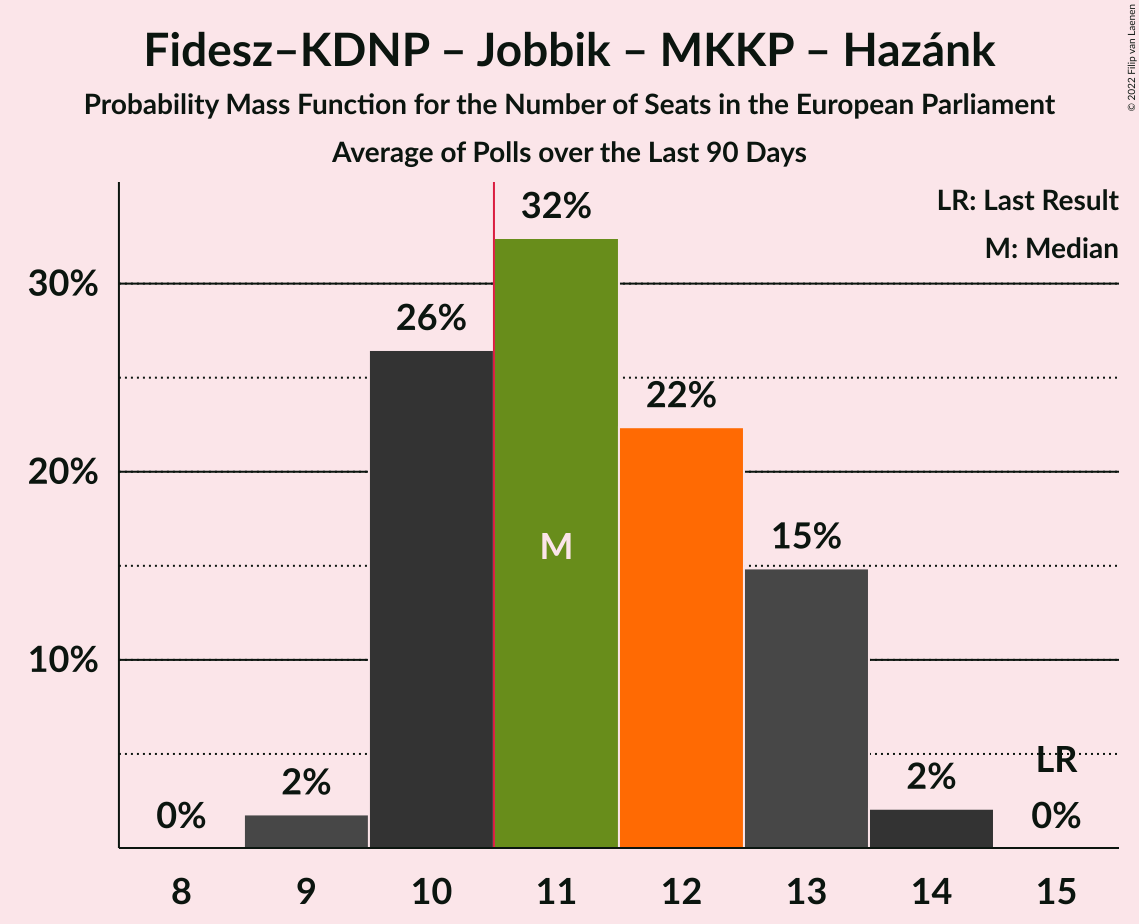 Fidesz–KDNP – Jobbik – MKKP – Hazánk
Probability Mass Function for the Number of Seats in the European Parliament
Average of Polls over the Last 90 Days
© 2022 Filip van Laenen
LR: Last Result
M: Median
32%
30%
26%
22%
20%
M
15%
10%
LR
2%
2%
0%
0%
8 9 10 11 12 13 14 15